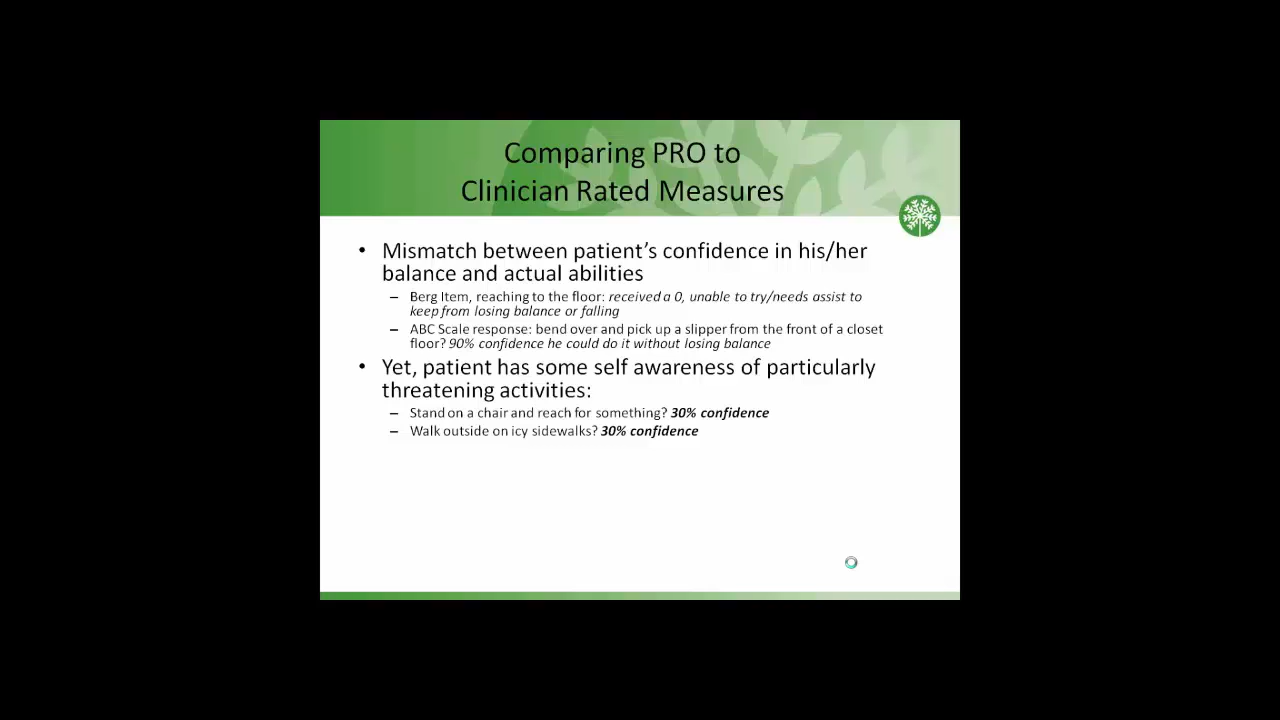 Comparing PRO to
Clinician Rated Measures
• Mismatch between patient's confidence in his/her
balance and actual abilities
– Berg Item, reaching to the floor: received a 0, unable to try/needs assist to
keep from losing balance or falling
– ABC Scale response: bend over and pick up a slipper from the front of a closet
floor? 90% confidence he could do it without losing balance
• Yet, patient has some self awareness of particularly
threatening activities:
– Stand on a chair and reach for something? 30% confidence
– Walk outside on icy sidewalks? 30% confidence